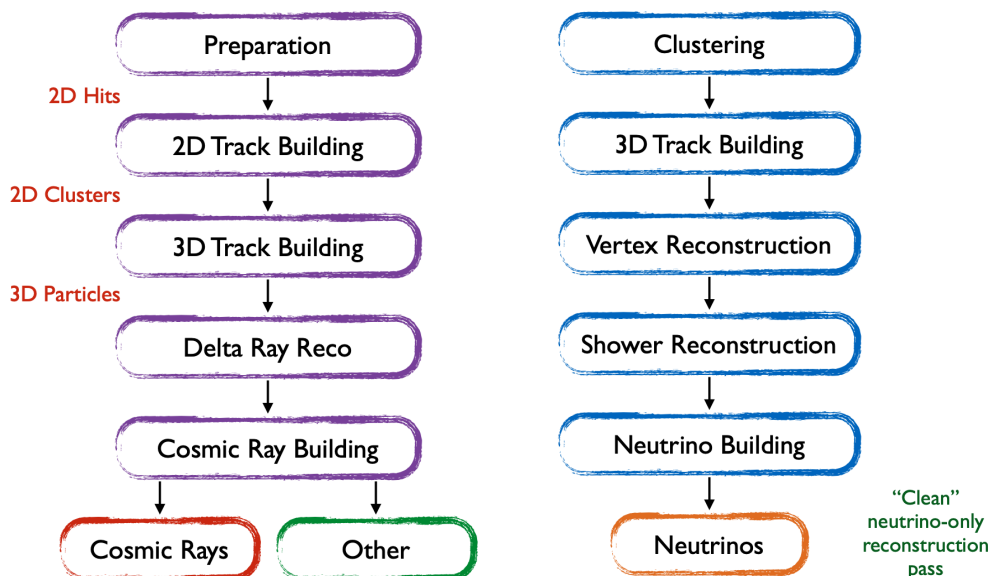 Preparation
2D Hits
2D Track Building
2D Clusters
3D Track Building
3D Particles
Delta Ray Reco
Cosmic Ray Building
Cosmic Rays
Other
Clustering
3D Track Building
Vertex Reconstruction
Shower Reconstruction
Neutrino Building
Neutrinos
“Clean”
neutrino-only
reconstruction
pass